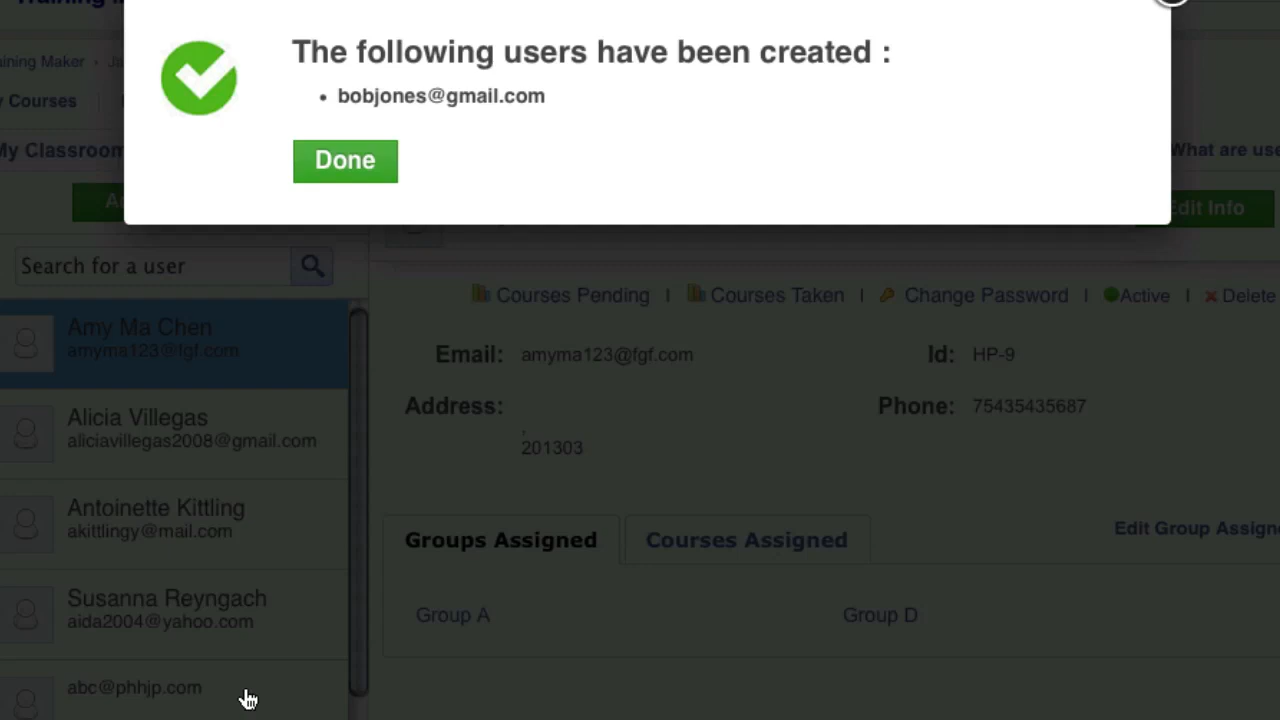 Training
The following users have been created :
• bobjones@gmail.com
Done
ining Maker
Courses
My Classroom
What are use
A
Edit Info
Search for a user
Courses Pending | Courses Taken | Change Password | Active | Delete
Amy Ma Chen
amyma123@fgf.com
Email: amyma123@fgf.com Id: HP-9
Address: , Phone: 75435435687
201303
Alicia Villegas
aliciavillegas2008@gmail.com
Antoinette Kittling
akittlingy@mail.com
Groups Assigned Courses Assigned Edit Group Assign
Susanna Reyngach
aida2004@yahoo.com
Group A Group D
abc@phhjp.com